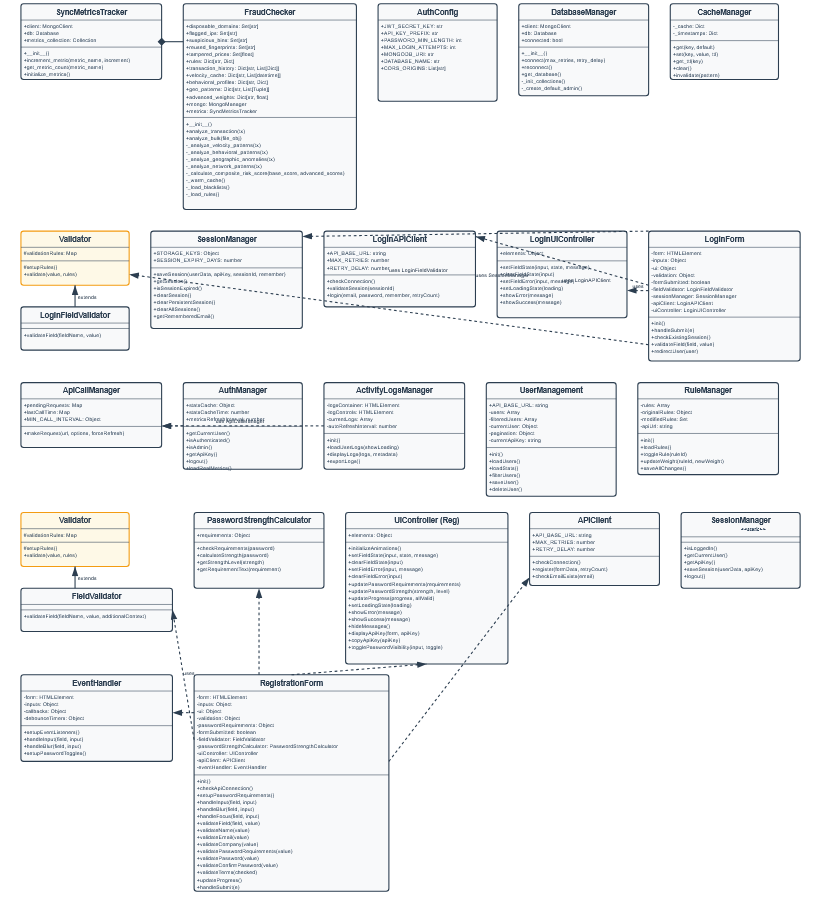 SyncMetricsTracker
+client: MongoClient
+db: Database
+metrics_collection: Collection
+__init__()
+increment_metric(metric_name, increment)
+get_metric_count(metric_name)
+initialize_metrics()
FraudChecker
+disposable_domains: Set[str]
+flagged_ips: Set[str]
+suspicious_bins: Set[str]
+reused_fingerprints: Set[str]
+tampered_prices: Set[float]
+rules: Dict[str, Dict]
+transaction_history: Dict[str, List[Dict]]
+velocity_cache: Dict[str, List[datetime]]
+behavioral_profiles: Dict[str, Dict]
+geo_patterns: Dict[str, List[Tuple]]
+advanced_weights: Dict[str, float]
+mongo: MongoManager
+metrics: SyncMetricsTracker
+__init__()
+analyze_transaction(tx)
+analyze_bulk(file_obj)
-_analyze_velocity_patterns(tx)
-_analyze_behavioral_patterns(tx)
-_analyze_geographic_anomalies(tx)
-_analyze_network_patterns(tx)
-_calculate_composite_risk_score(base_score, advanced_scores)
-_warm_cache()
-_load_blacklists()
-_load_rules()
AuthConfig
+JWT_SECRET_KEY: str
+API_KEY_PREFIX: str
+PASSWORD_MIN_LENGTH: int
+MAX_LOGIN_ATTEMPTS: int
+MONGODB_URI: str
+DATABASE_NAME: str
+CORS_ORIGINS: List[str]
DatabaseManager
+client: MongoClient
+db: Database
+connected: bool
+__init__()
+connect(max_retries, retry_delay)
+reconnect()
+get_database()
-_init_collections()
-_create_default_admin()
CacheManager
-_cache: Dict
-_timestamps: Dict
+get(key, default)
+set(key, value, ttl)
+get_ttl(key)
+clear()
+invalidate(pattern)
Validator
#validationRules: Map
#setupRules()
+validate(value, rules)
extends
LoginFieldValidator
+validateField(fieldName, value)
SessionManager
+STORAGE_KEYS: Object
+SESSION_EXPIRY_DAYS: number
+saveSession(userData, apiKey, sessionId, remember)
+getSession()
+isSessionExpired()
+clearSession()
+clearPersistentSession()
+clearAllSessions()
+getRememberedEmail()
LoginAPIClient
+API_BASE_URL: string
+MAX_RETRIES: number
+RETRY_DELAY: number
uses LoginFieldValidator
+checkConnection()
+validateSession(sessionId)
+login(email, password, remember, retryCount)
LoginUIController
+elements: Object
+setFieldState(input, state, message)
+clearFieldState(input)
+setFieldError(input, message)
uses LoginAPIClient
+setLoadingState(loading)
+showError(message)
+showSuccess(message)
LoginForm
-form: HTMLElement
-inputs: Object
-ui: Object
-validation: Object
-formSubmitted: boolean
-fieldValidator: LoginFieldValidator
-sessionManager: SessionManager
-apiClient: LoginAPIClient
-uiController: LoginUIController
+init()
+handleSubmit(e)
+checkExistingSession()
+validateField(field, value)
+redirectUser(user)
ApiCallManager
+pendingRequests: Map
+lastCallTime: Map
+MIN_CALL_INTERVAL: Object
+makeRequest(url, options, forceRefresh)
AuthManager
+statsCache: Object
+statsCacheTime: number
+metricsRefreshInterval: number
uses ApiCallManager
+getCurrentUser()
+isAuthenticated()
+isAdmin()
+getApiKey()
+logout()
+loadRealMetrics()
ActivityLogsManager
-logsContainer: HTMLElement
-logsControls: HTMLElement
-currentLogs: Array
-autoRefreshInterval: number
+init()
+loadUserLogs(showLoading)
+displayLogs(logs, metadata)
+exportLogs()
UserManagement
+API_BASE_URL: string
-users: Array
-filteredUsers: Array
-currentUser: Object
-pagination: Object
-currentApiKey: string
+init()
+loadUsers()
+loadStats()
+filterUsers()
+saveUser()
+deleteUser()
RuleManager
-rules: Array
-originalRules: Object
-modifiedRules: Set
-apiUrl: string
+init()
+loadRules()
+toggleRule(ruleId)
+updateWeight(ruleId, newWeight)
+saveAllChanges()
Validator
#validationRules: Map
#setupRules()
+validate(value, rules)
extends
FieldValidator
+validateField(fieldName, value, additionalContext)
PasswordStrengthCalculator
+requirements: Object
+checkRequirements(password)
+calculateStrength(password)
+getStrengthLevel(strength)
+getRequirementText(requirement)
UIController (Reg)
+elements: Object
+initializeAnimations()
+setFieldState(input, state, message)
+clearFieldState(input)
+setFieldError(input, message)
+clearFieldError(input)
+updatePasswordRequirements(requirements)
+updatePasswordStrength(strength, level)
+updateProgress(progress, allValid)
+setLoadingState(loading)
+showError(message)
+showSuccess(message)
+hideMessages()
+displayApiKey(form, apiKey)
+copyApiKey(apiKey)
+togglePasswordVisibility(input, toggle)
APIClient
+API_BASE_URL: string
+MAX_RETRIES: number
+RETRY_DELAY: number
+checkConnection()
+register(formData, retryCount)
+checkEmailExists(email)
SessionManager
+isLoggedIn()
+getCurrentUser()
+getApiKey()
+saveSession(userData, apiKey)
+logout()
EventHandler
-form: HTMLElement
-inputs: Object
-callbacks: Object
-debounceTimers: Object
+setupEventListeners()
+handleInput(field, input)
+handleBlur(field, input)
+setupPasswordToggles()
RegistrationForm
-form: HTMLElement
-inputs: Object
-ui: Object
-validation: Object
-passwordRequirements: Object
-formSubmitted: boolean
-fieldValidator: FieldValidator
-passwordStrengthCalculator: PasswordStrengthCalculator
-uiController: UIController
-apiClient: APIClient
-eventHandler: EventHandler
+init()
+checkApiConnection()
+setupPasswordRequirements()
+handleInput(field, input)
+handleBlur(field, input)
+handleFocus(field, input)
+validateField(field, value)
+validateName(value)
+validateEmail(value)
+validateCompany(value)
+validatePasswordRequirements(value)
+validatePassword(value)
+validateConfirmPassword(value)
+validateTerms(checked)
+updateProgress()
+handleSubmit(e)